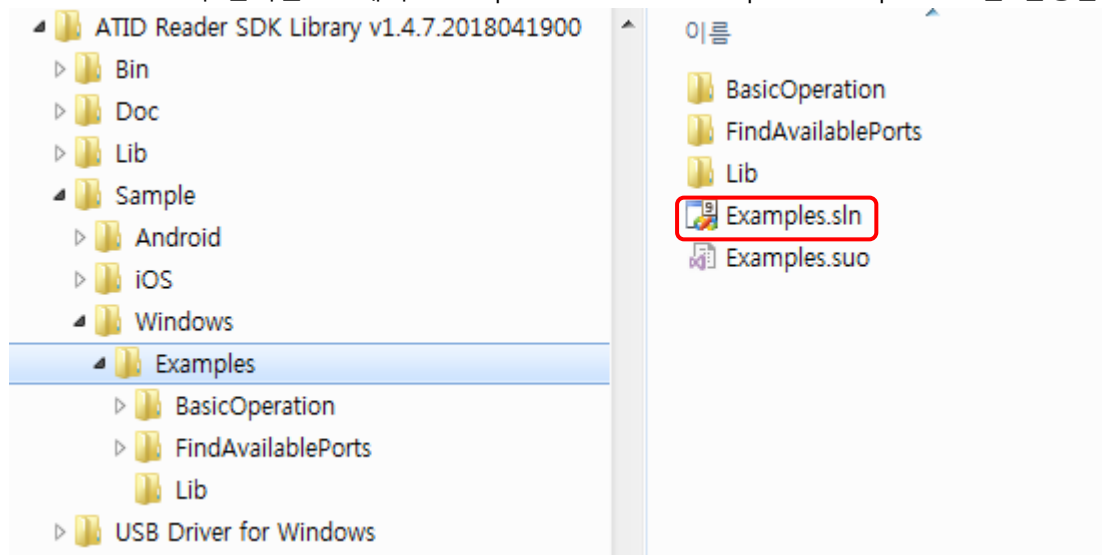 ATID Reader SDK Library v1.4.7.2018041900
Bin
Doc
Lib
Sample
Android
iOS
Windows
Examples
BasicOperation
FindAvailablePorts
Lib
USB Driver for Windows
이름
BasicOperation
FindAvailablePorts
Lib
Examples.sln
Examples.suo